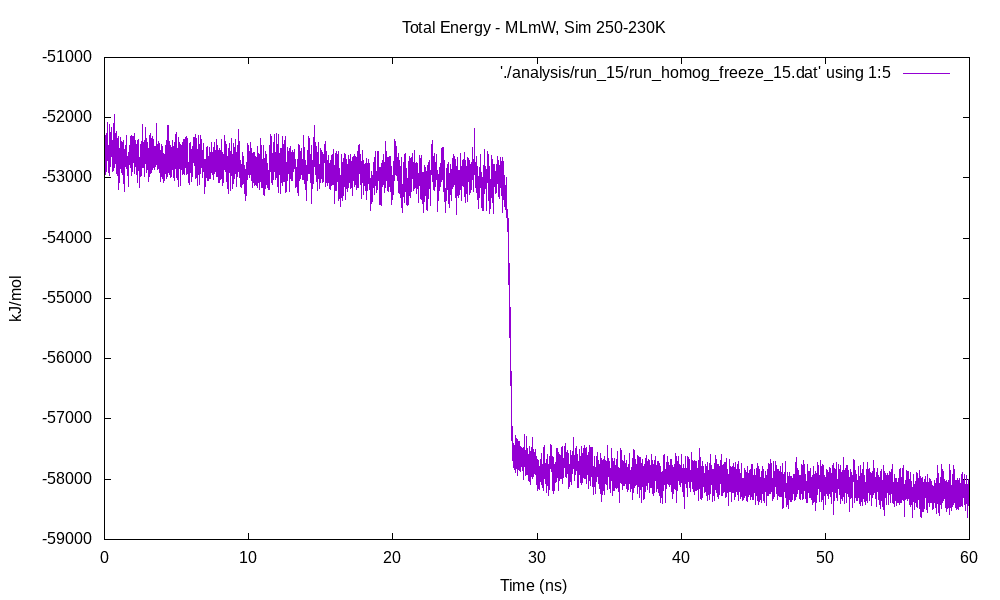 Total Energy - MLmW, Sim 250-230K
-51000
'./analysis/run_15/run_homog_freeze_15.dat' using 1:5
-52000
-53000
-54000
-55000
kJ/mol
-56000
-57000
-58000
-59000
0 10 20 30 40 50 60
Time (ns)